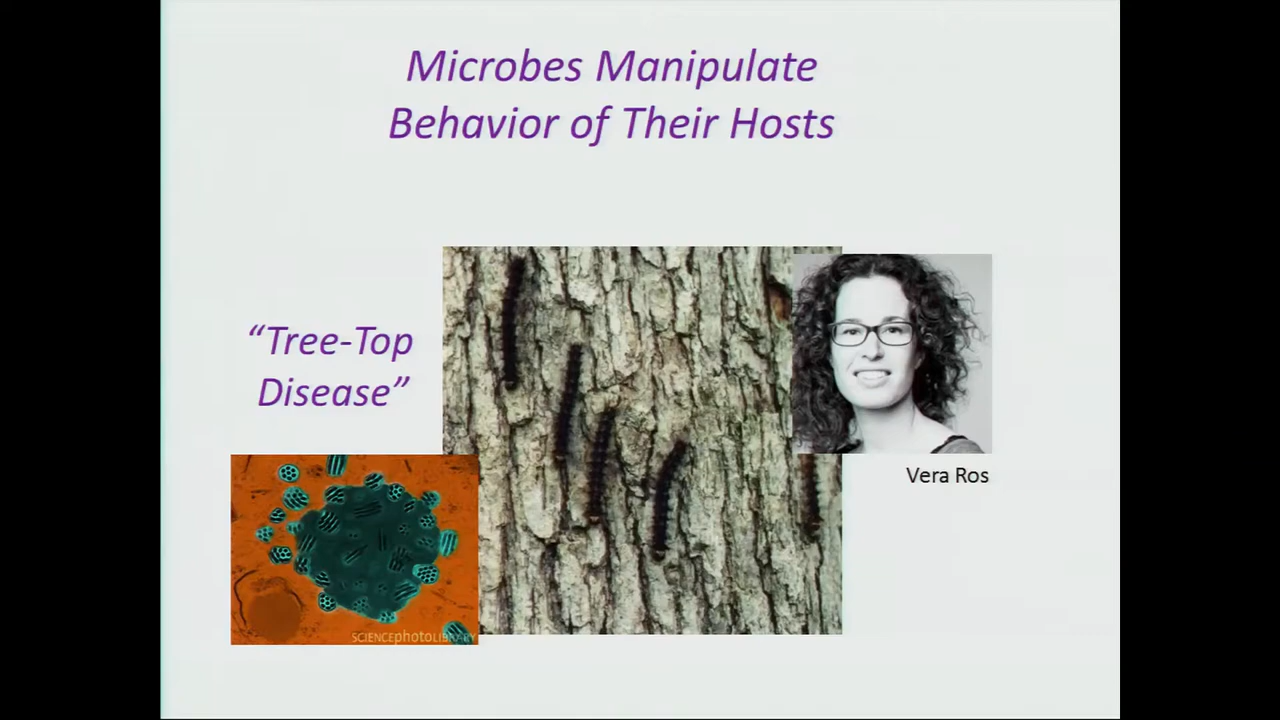 Microbes Manipulate
Behavior of Their Hosts
“Tree-Top
Disease”
Vera Ros
SCIENCEphotoLIBRARY